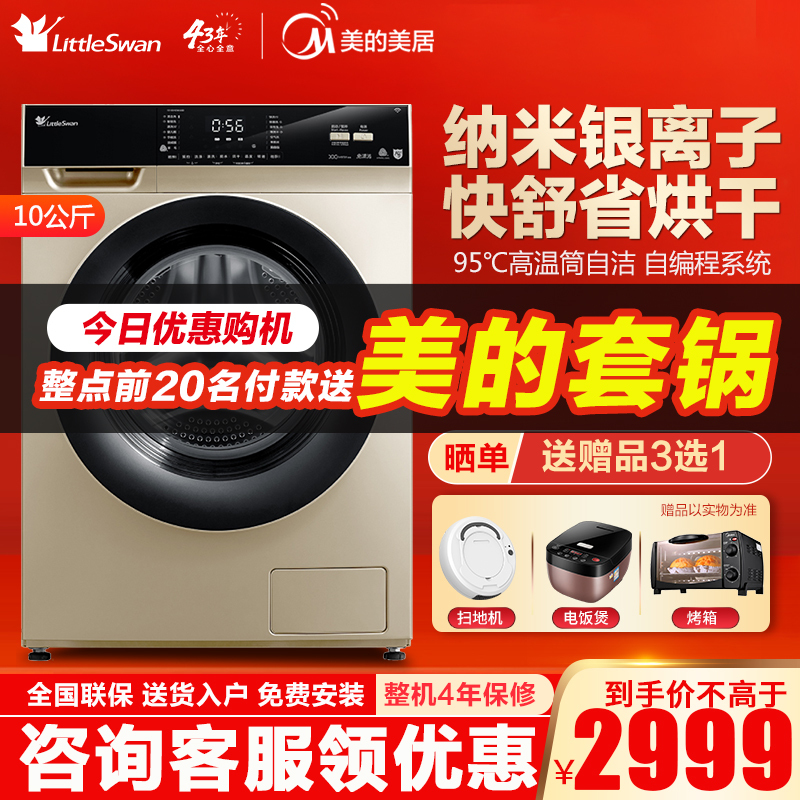 LittleSwan
43年
全心全意
美的美居
LittleSwan
0:56
10公斤
纳米银离子
快舒省烘干
95℃高温筒自洁 自编程系统
今日优惠购机
整点前20名付款送
美的套锅
晒单 送赠品3选1
赠品以实物为准
扫地机 电饭煲 烤箱
全国联保 送货入户 免费安装 整机4年保修
到手价不高于
咨询客服领优惠
¥2999